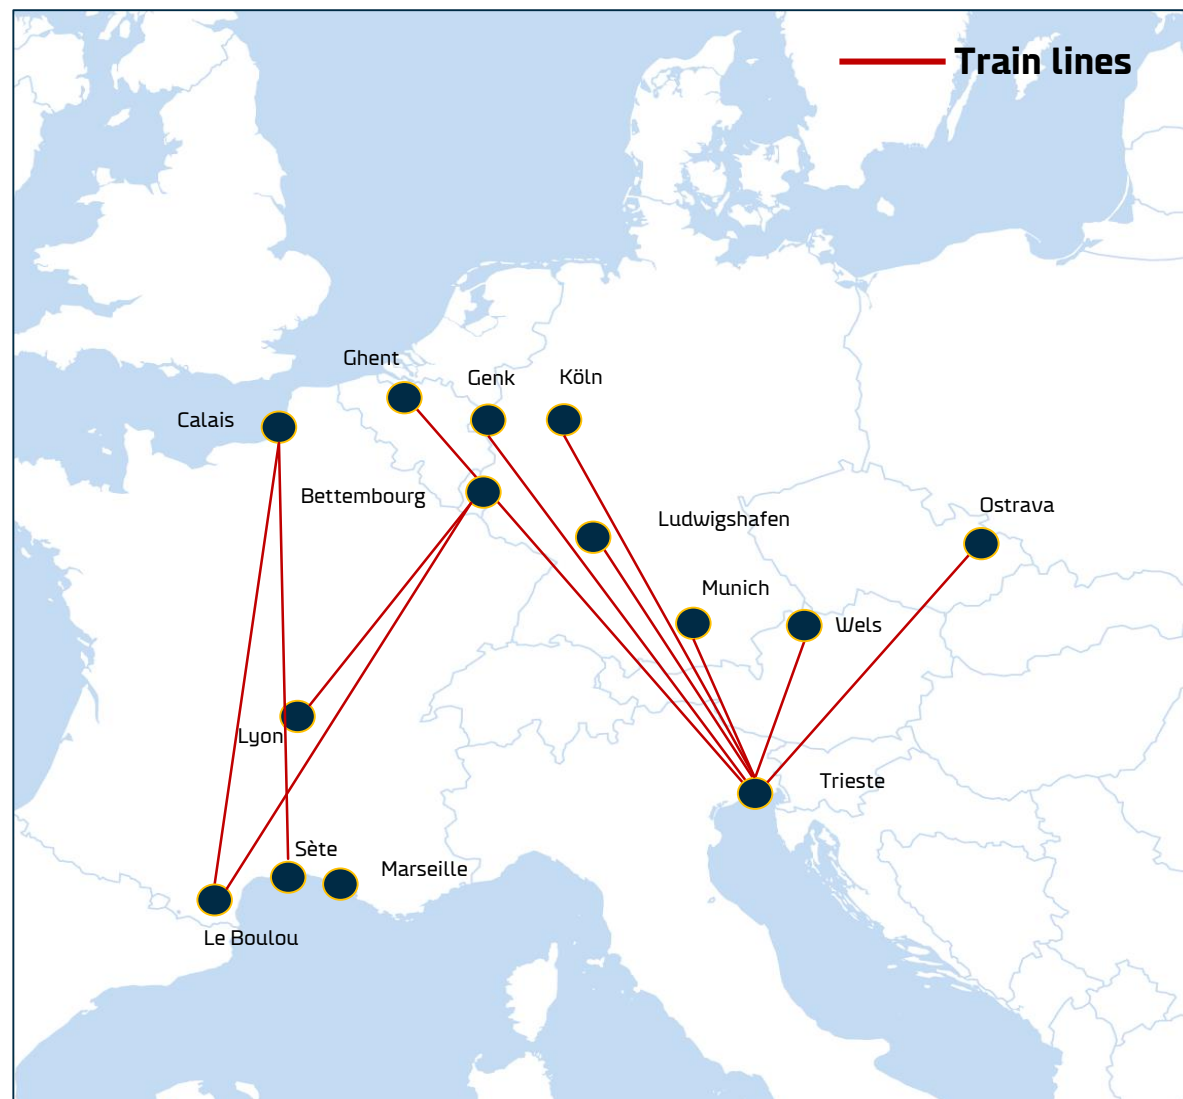 Train lines
Ghent
Genk
Köln
Calais
Bettembourg
Ludwigshafen
Ostrava
Munich
Wels
Lyon
Trieste
Sète
Marseille
Le Boulou